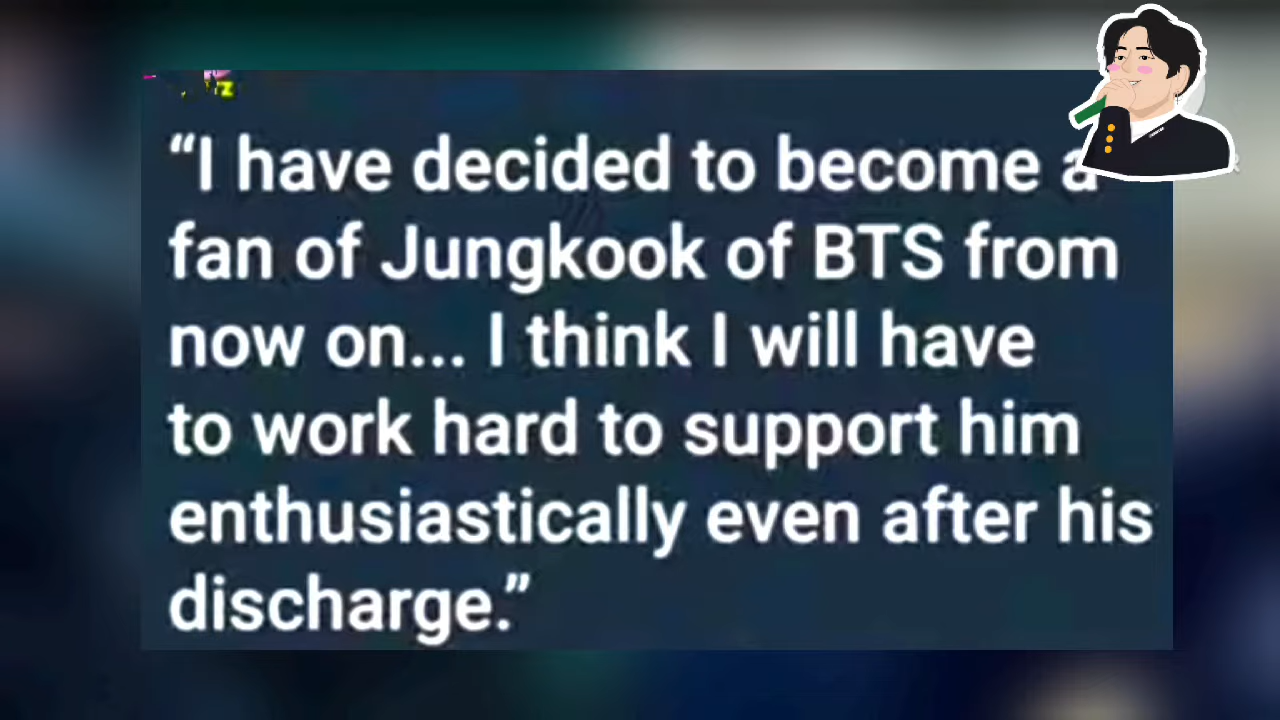 “I have decided to become a
fan of Jungkook of BTS from
now on... I think I will have
to work hard to support him
enthusiastically even after his
discharge.”